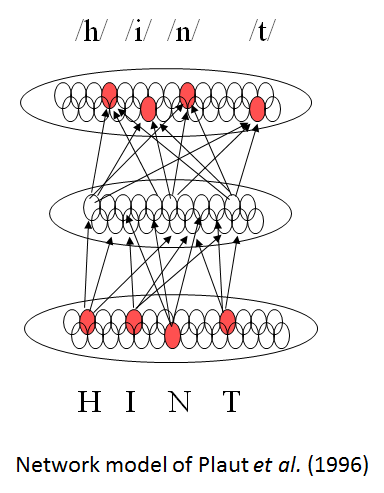 /h/ /i/ /n/ /t/
H I N T
Network model of Plaut et al. (1996)